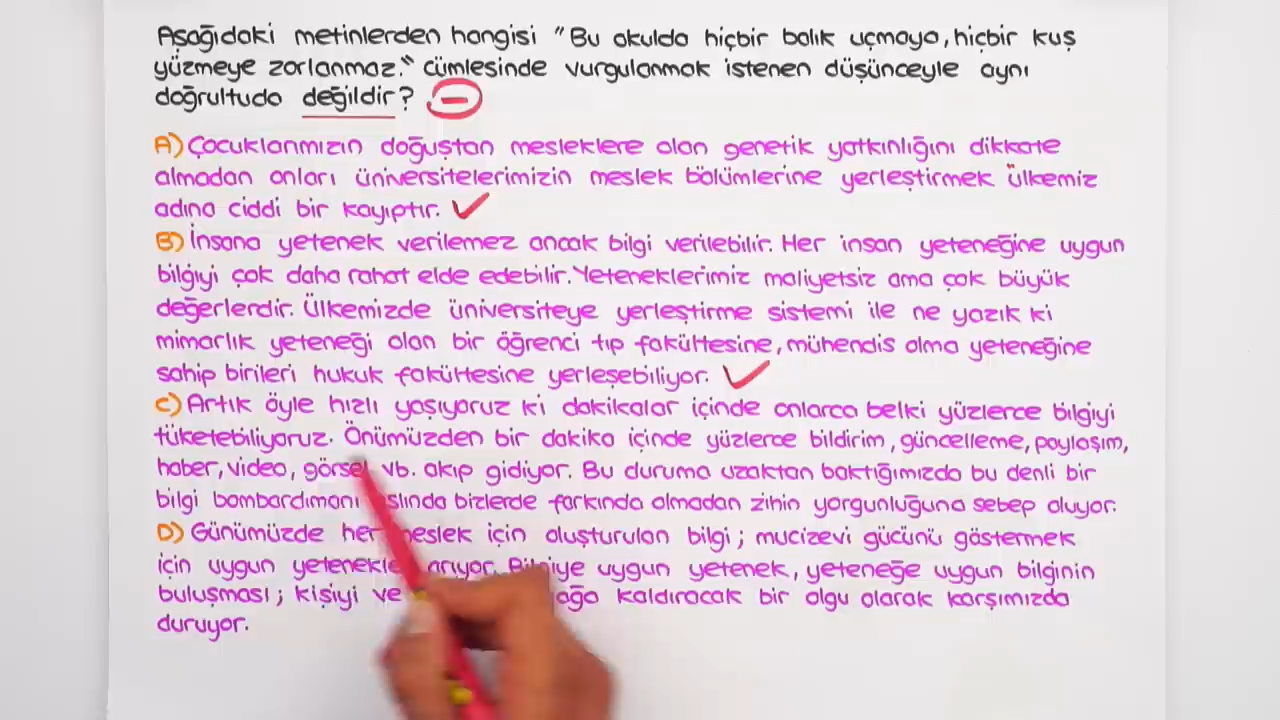 Aşağıdaki metinlerden hangisi "Bu okulda hiçbir balık uçmaya, hiçbir kuş
yüzmeye zorlanmaz." cümlesinde vurgulanmak istenen düşünceyle aynı
doğrultuda değildir? -
A) Çocuklarımızın doğuştan mesleklere olan genetik yatkınlığını dikkate
almadan onları üniversitelerimizin meslek bölümlerine yerleştirmek ülkemiz
adına ciddi bir kayıptır. ✓
B) İnsana yetenek verilemez ancak bilgi verilebilir. Her insan yeteneğine uygun
bilgiyi çok daha rahat elde edebilir. Yeteneklerimiz maliyetsiz ama çok büyük
değerlerdir. Ülkemizde üniversiteye yerleştirme sistemi ile ne yazık ki
mimarlık yeteneği olan bir öğrenci tıp fakültesine, mühendis olma yeteneğine
sahip birileri hukuk fakültesine yerleşebiliyor. ✓
C) Artık öyle hızlı yaşıyoruz ki dakikalar içinde onlarca belki yüzlerce bilgiyi
tüketebiliyoruz. Önümüzden bir dakika içinde yüzlerce bildirim, güncelleme, paylaşım,
haber, video, görsel vb. akıp gidiyor. Bu duruma uzaktan baktığımızda bu denli bir
bilgi bombardımanı aslında bizlerde farkında olmadan zihin yorgunluğuna sebep oluyor.
D) Günümüzde her meslek için oluşturulan bilgi; mucizevi gücünü göstermek
için uygun yetenekler arıyor. Bilgiye uygun yetenek, yeteneğe uygun bilginin
buluşması; kişiyi ve kaldıracak bir olgu olarak karşımızda
duruyor.